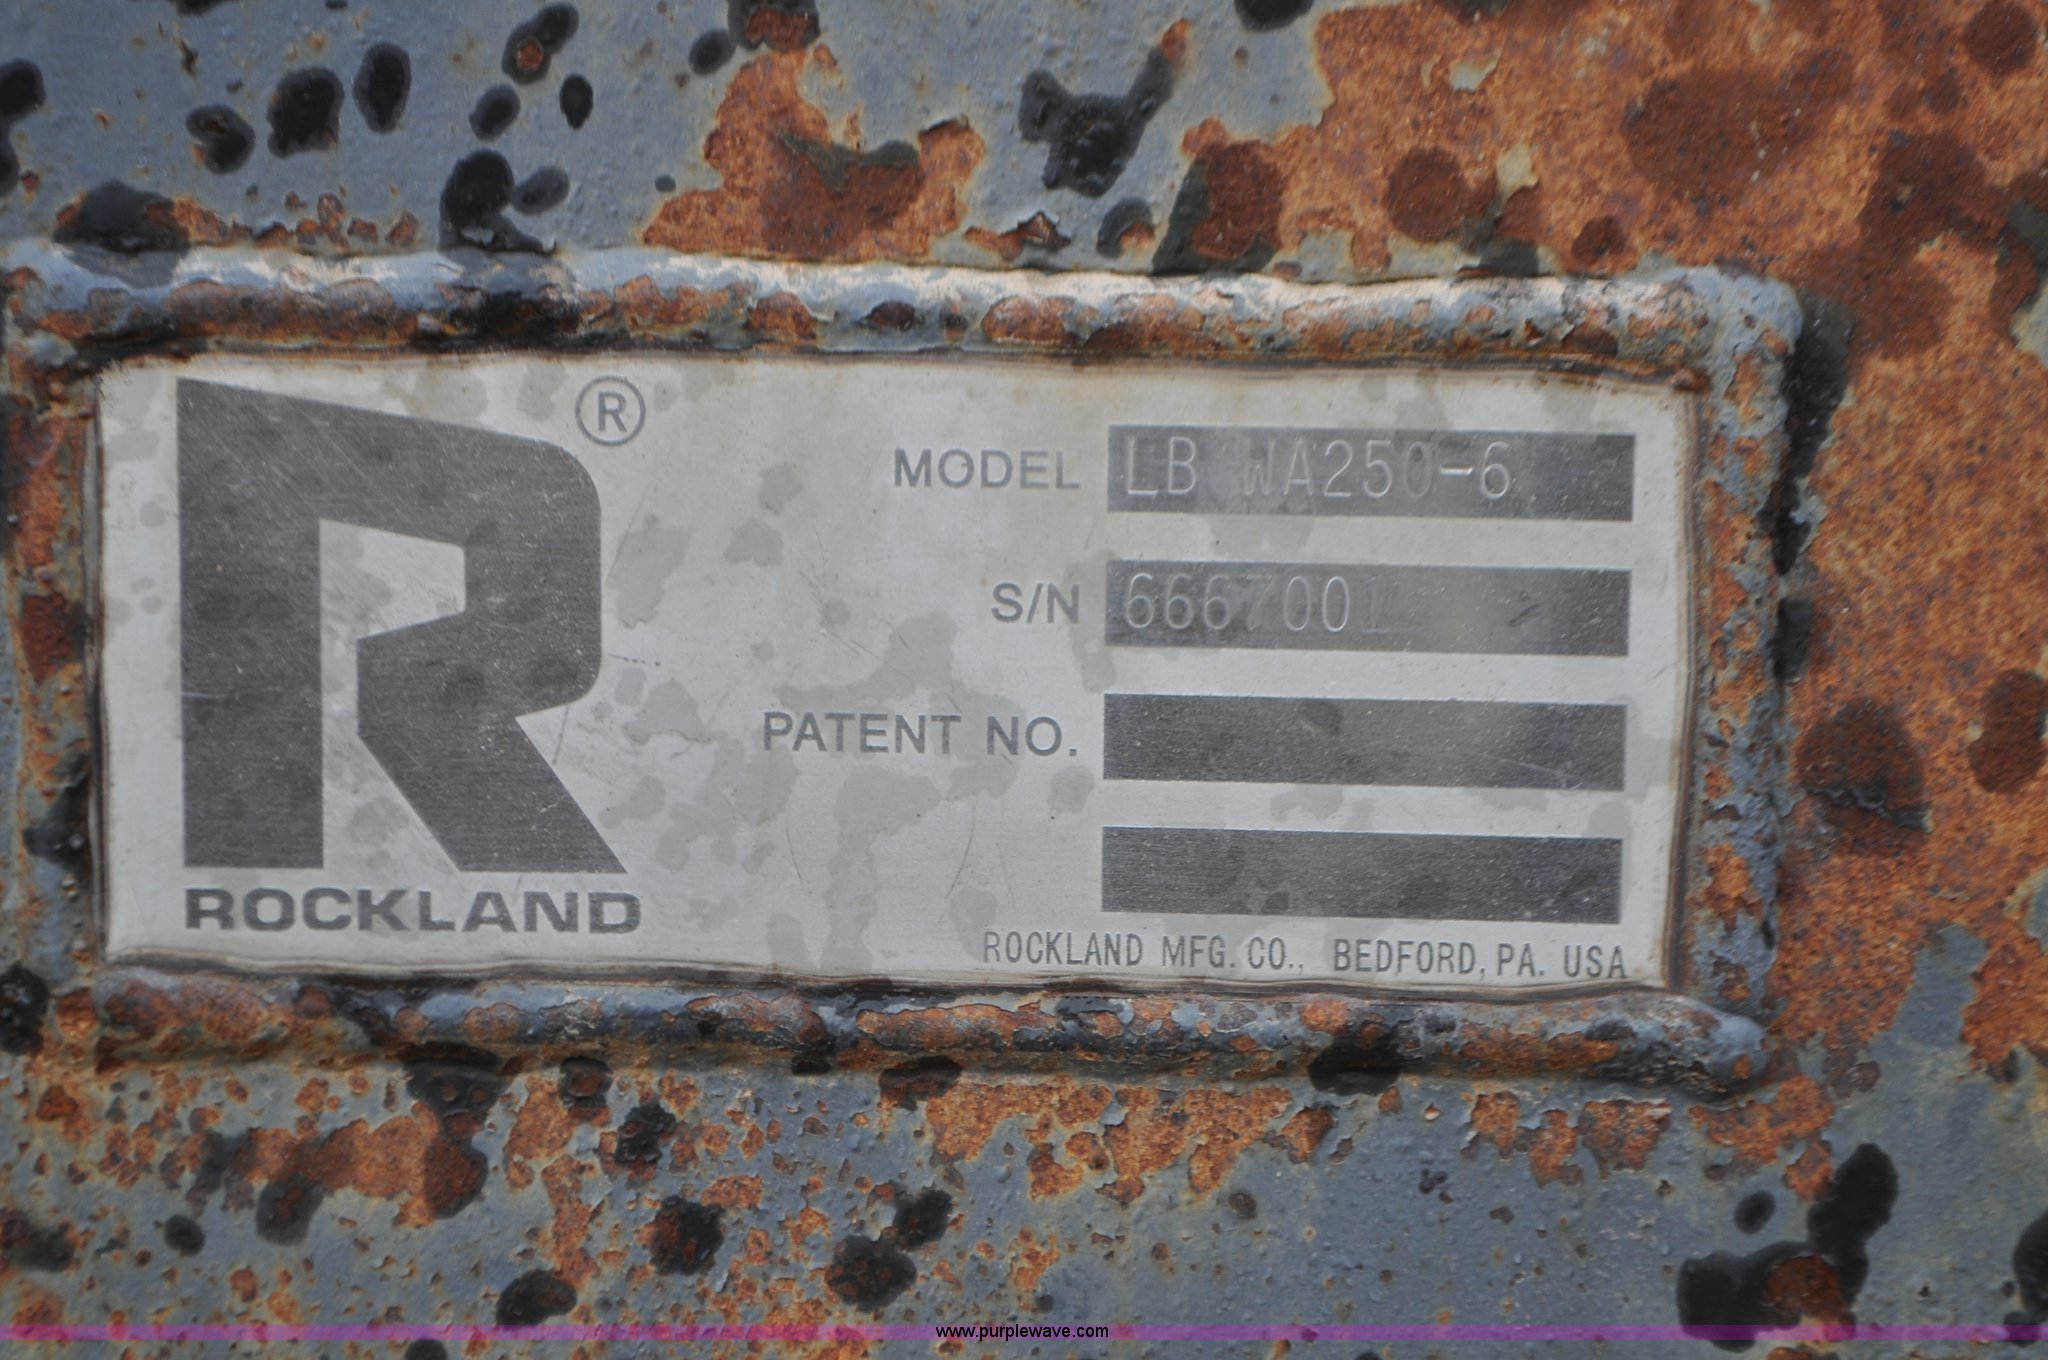 ®
ROCKLAND
MODEL LB WA250-6
S/N 6667001
PATENT NO.
ROCKLAND MFG. CO., BEDFORD, PA. USA
www.purplewave.com